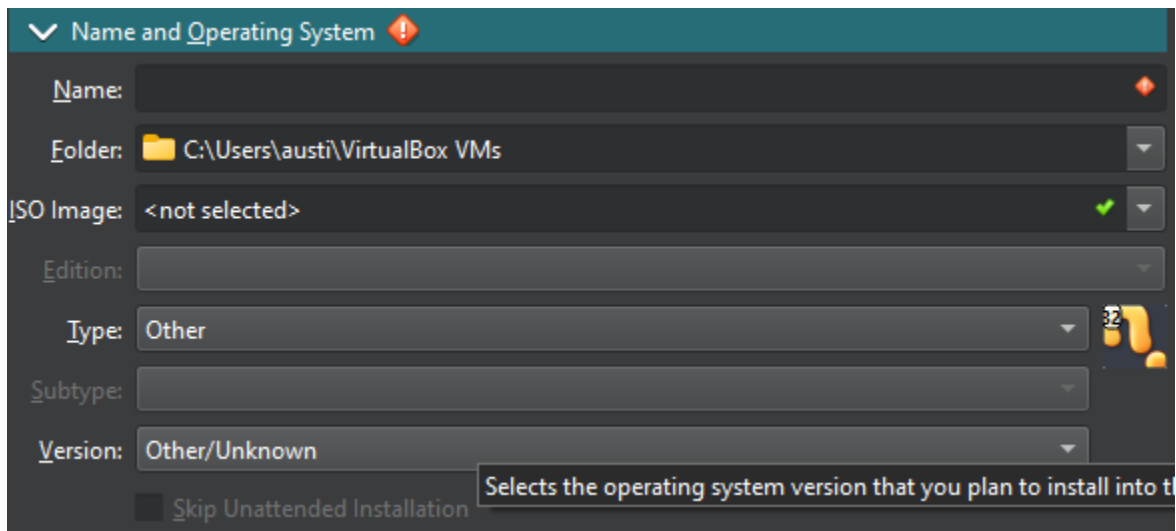 Name and Operating System
Name:
Folder: C:\Users\austi\VirtualBox VMs
ISO Image: <not selected>
Edition:
Type: Other
32
Subtype:
Version: Other/Unknown
Selects the operating system version that you plan to install into
Skip Unattended Installation